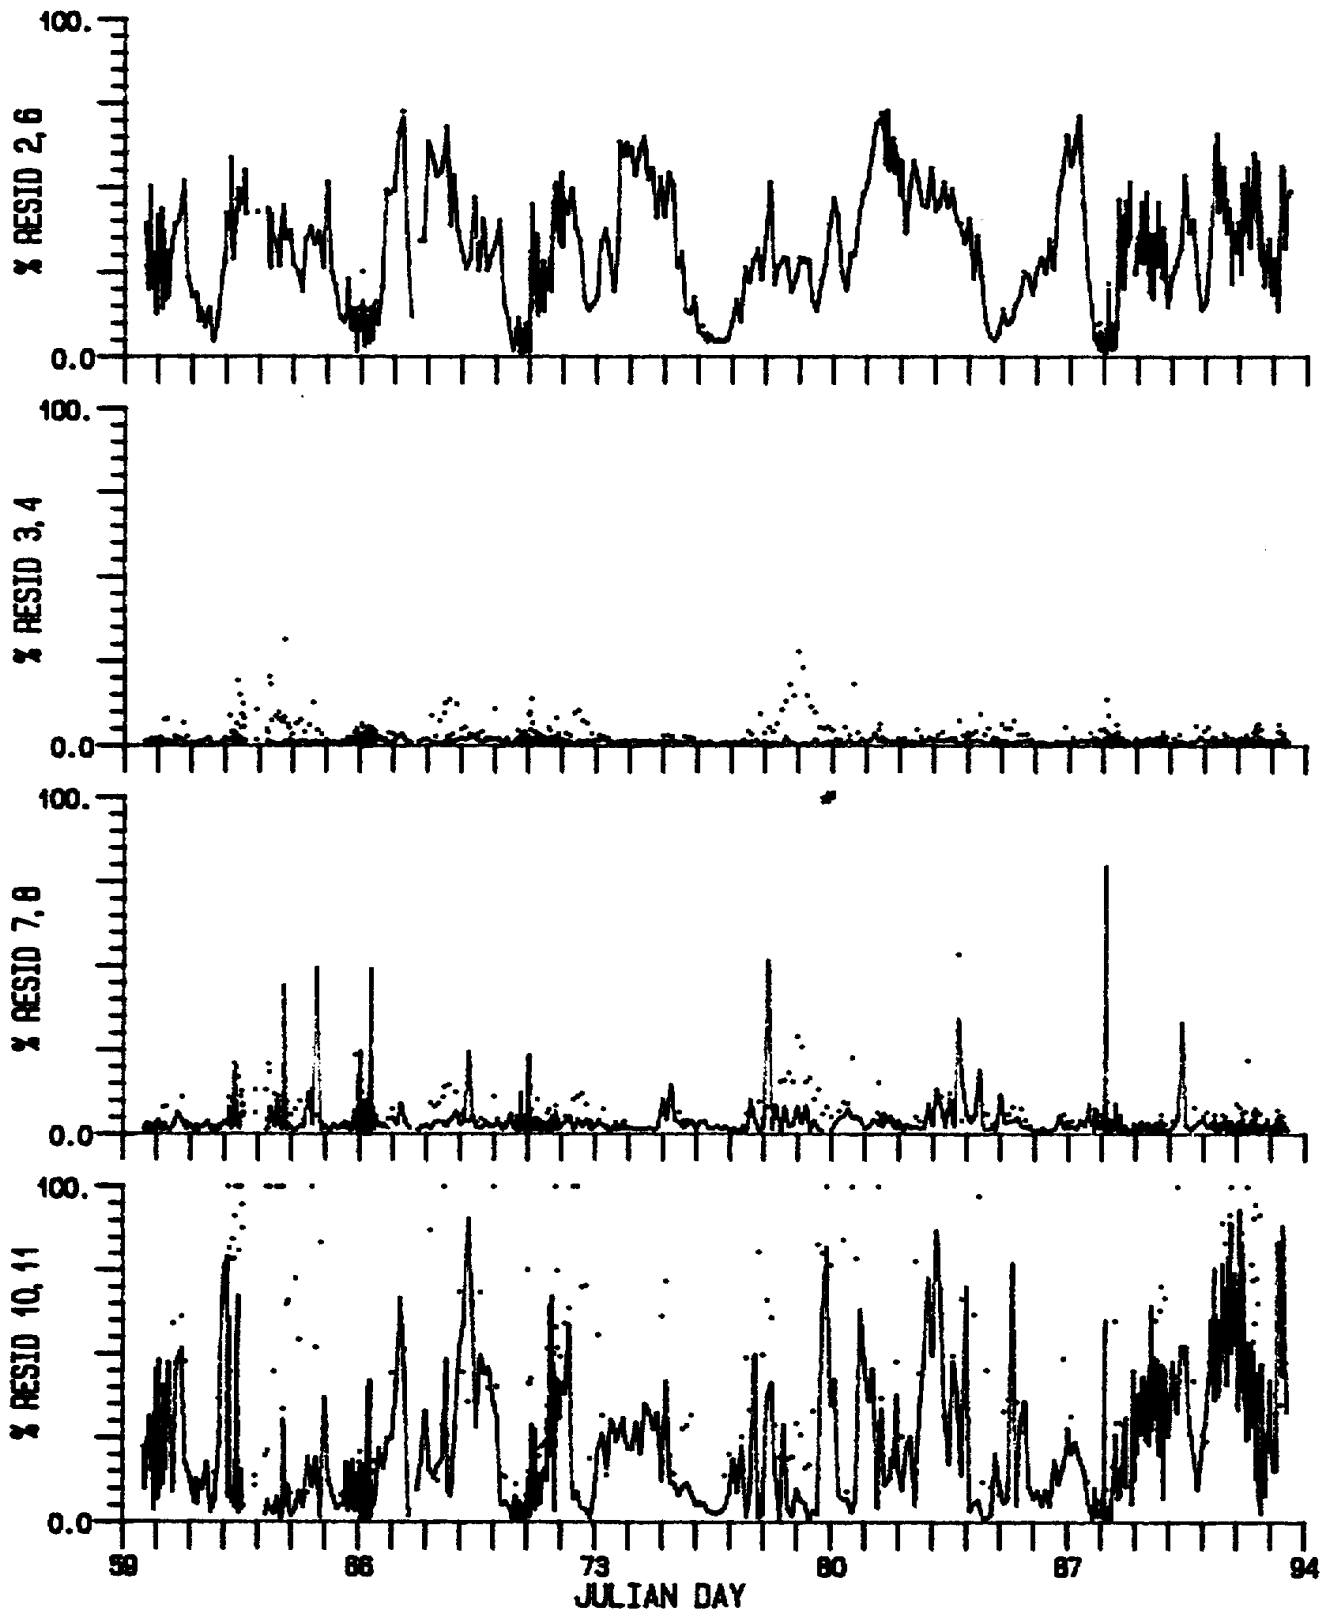 100.
% RESID 2,6
0.0
100.
% RESID 3,4
0.0
100.
% RESID 7,8
0.0
100.
% RESID 10,11
0.0
59 66 73 80 87 94
JULIAN DAY